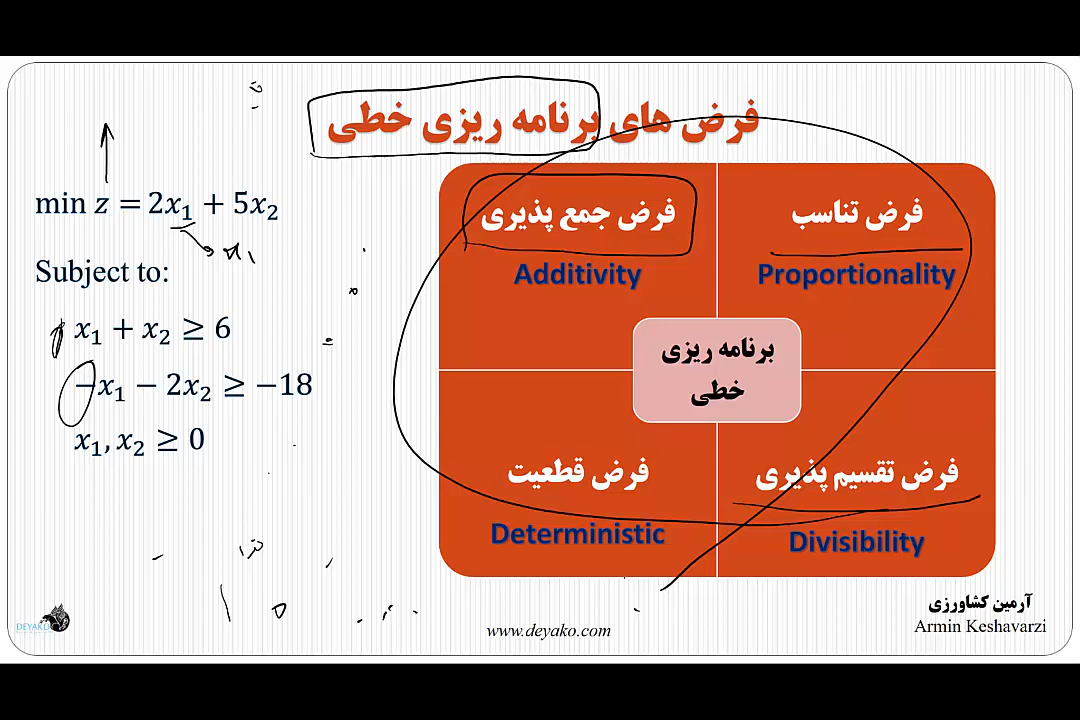 فرض های برنامه ریزی خطی
min z = 2x₁ + 5x₂
Subject to:
x₁ + x₂ ≥ 6
−x₁ − 2x₂ ≥ −18
x₁, x₂ ≥ 0
x₁
فرض تناسب
Proportionality
فرض جمع پذیری
Additivity
برنامه ریزی
خطی
فرض تقسیم پذیری
Divisibility
فرض قطعیت
Deterministic
آرمین کشاورزی
Armin Keshavarzi
www.deyako.com
DEYAKO